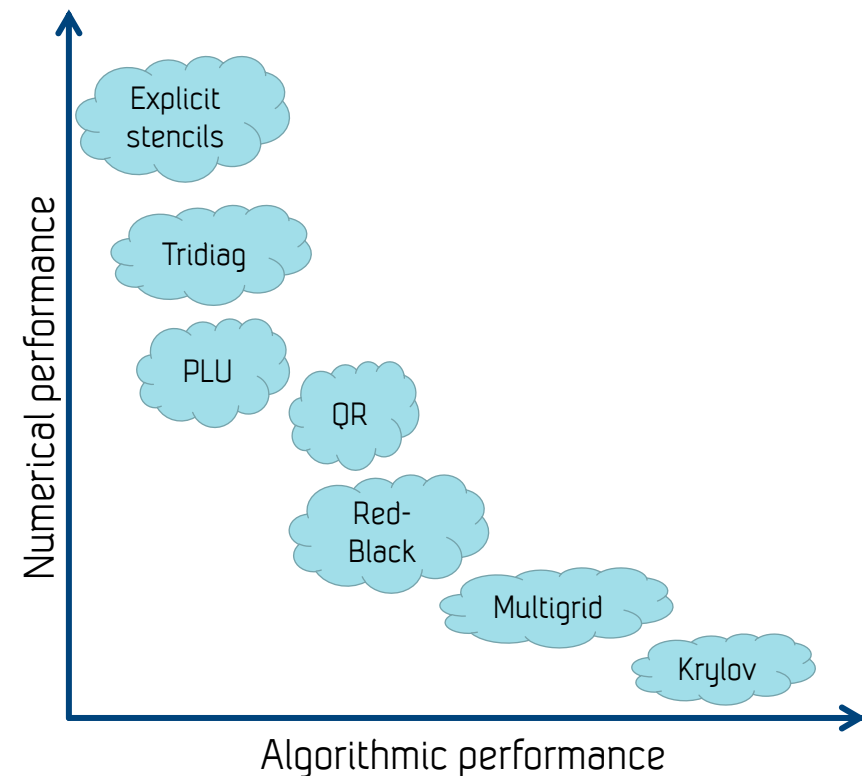 Explicit
stencils
Tridiag
PLU
QR
Red-
Black
Multigrid
Krylov
Numerical performance
Algorithmic performance